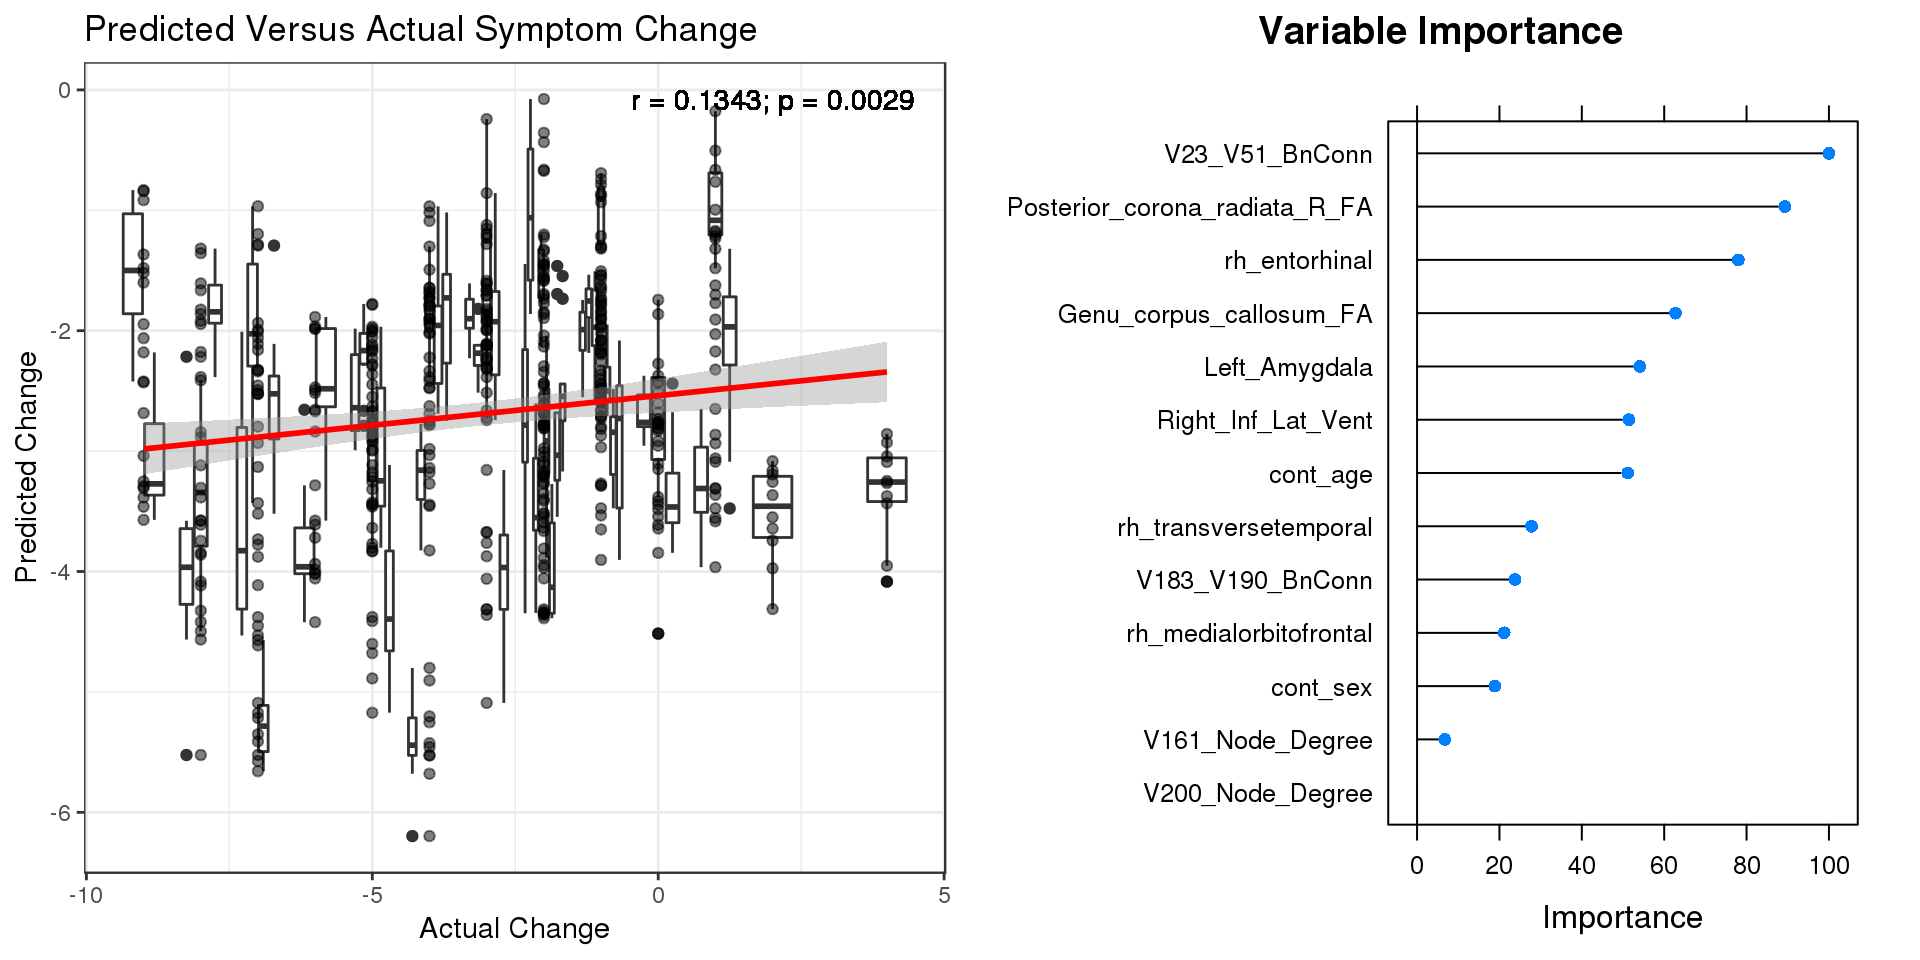 Predicted Versus Actual Symptom Change
r = 0.1343; p = 0.0029
Predicted Change
0
-2
-4
-6
-10
-5
0
5
Actual Change
Variable Importance
V23_V51_BnConn
Posterior_corona_radiata_R_FA
rh_entorhinal
Genu_corpus_callosum_FA
Left_Amygdala
Right_Inf_Lat_Vent
cont_age
rh_transversetemporal
V183_V190_BnConn
rh_medialorbitofrontal
cont_sex
V161_Node_Degree
V200_Node_Degree
0 20 40 60 80 100
Importance